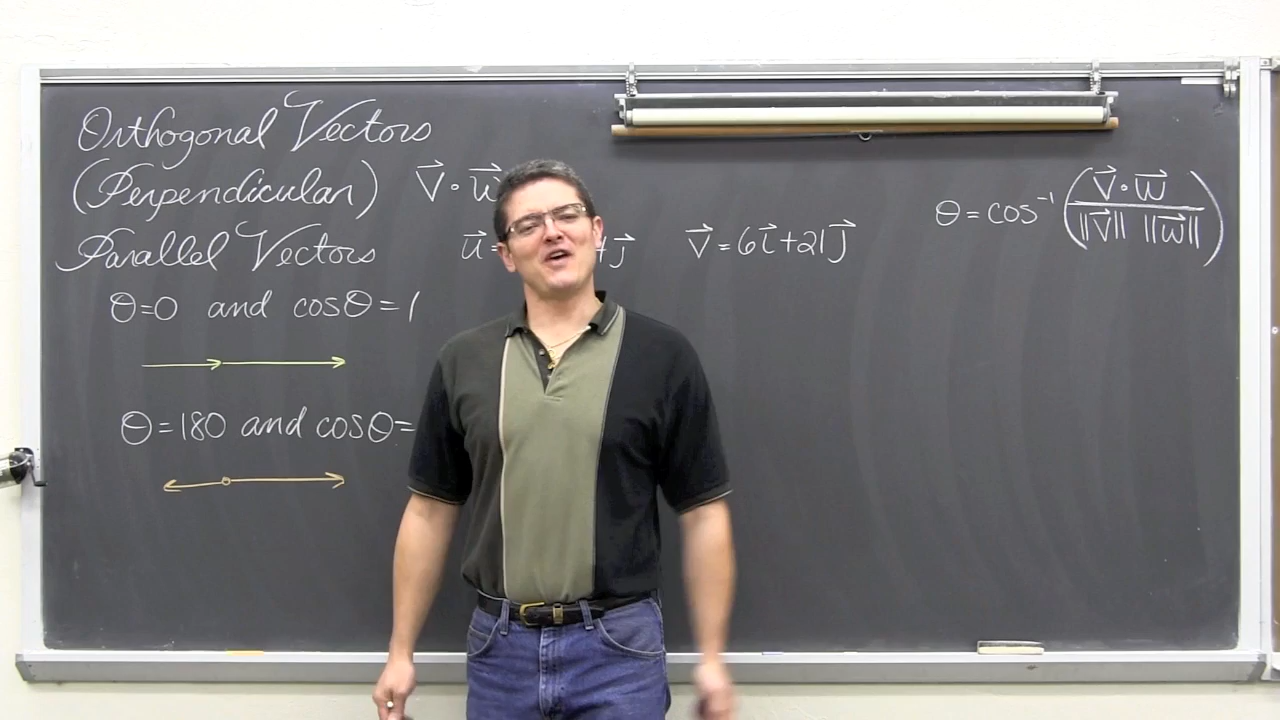 Orthogonal Vectors
(Perpendicular) V⃗ · w⃗
Parallel Vectors u⃗ = 4j⃗ v⃗ = 6i⃗ + 21j⃗
θ=0 and cosθ=1
θ=180 and cosθ=
θ = cos⁻¹ (V⃗ · w⃗ / ‖V⃗‖ ‖w⃗‖)